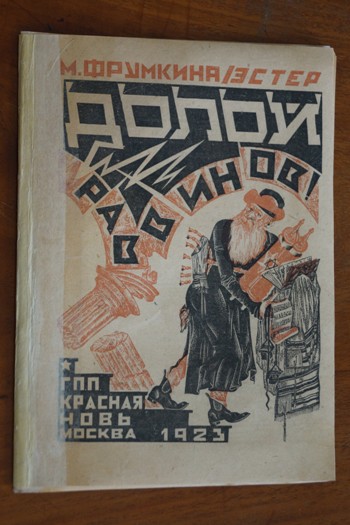 М. ФРУМКИНА/ЭСТЕР
ДОЛОЙ
РАВВИНОВ!
ГПП
КРАСНАЯ
НОВЬ
МОСКВА 1923